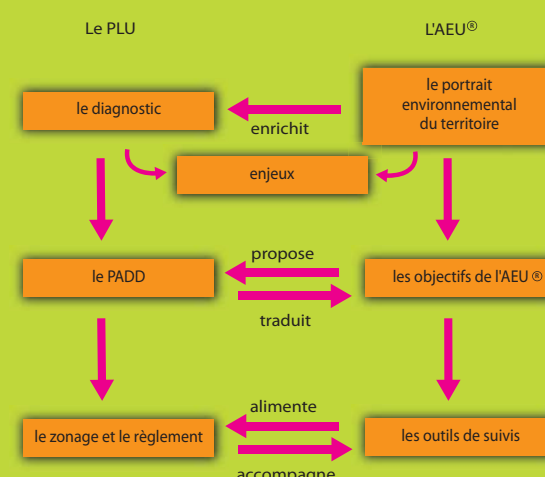 Le PLU
L'AEU®
le diagnostic
enrichit
le portrait
environnemental
du territoire
enjeux
le PADD
propose
traduit
les objectifs de l'AEU ®
le zonage et le règlement
alimente
accompagne
les outils de suivis